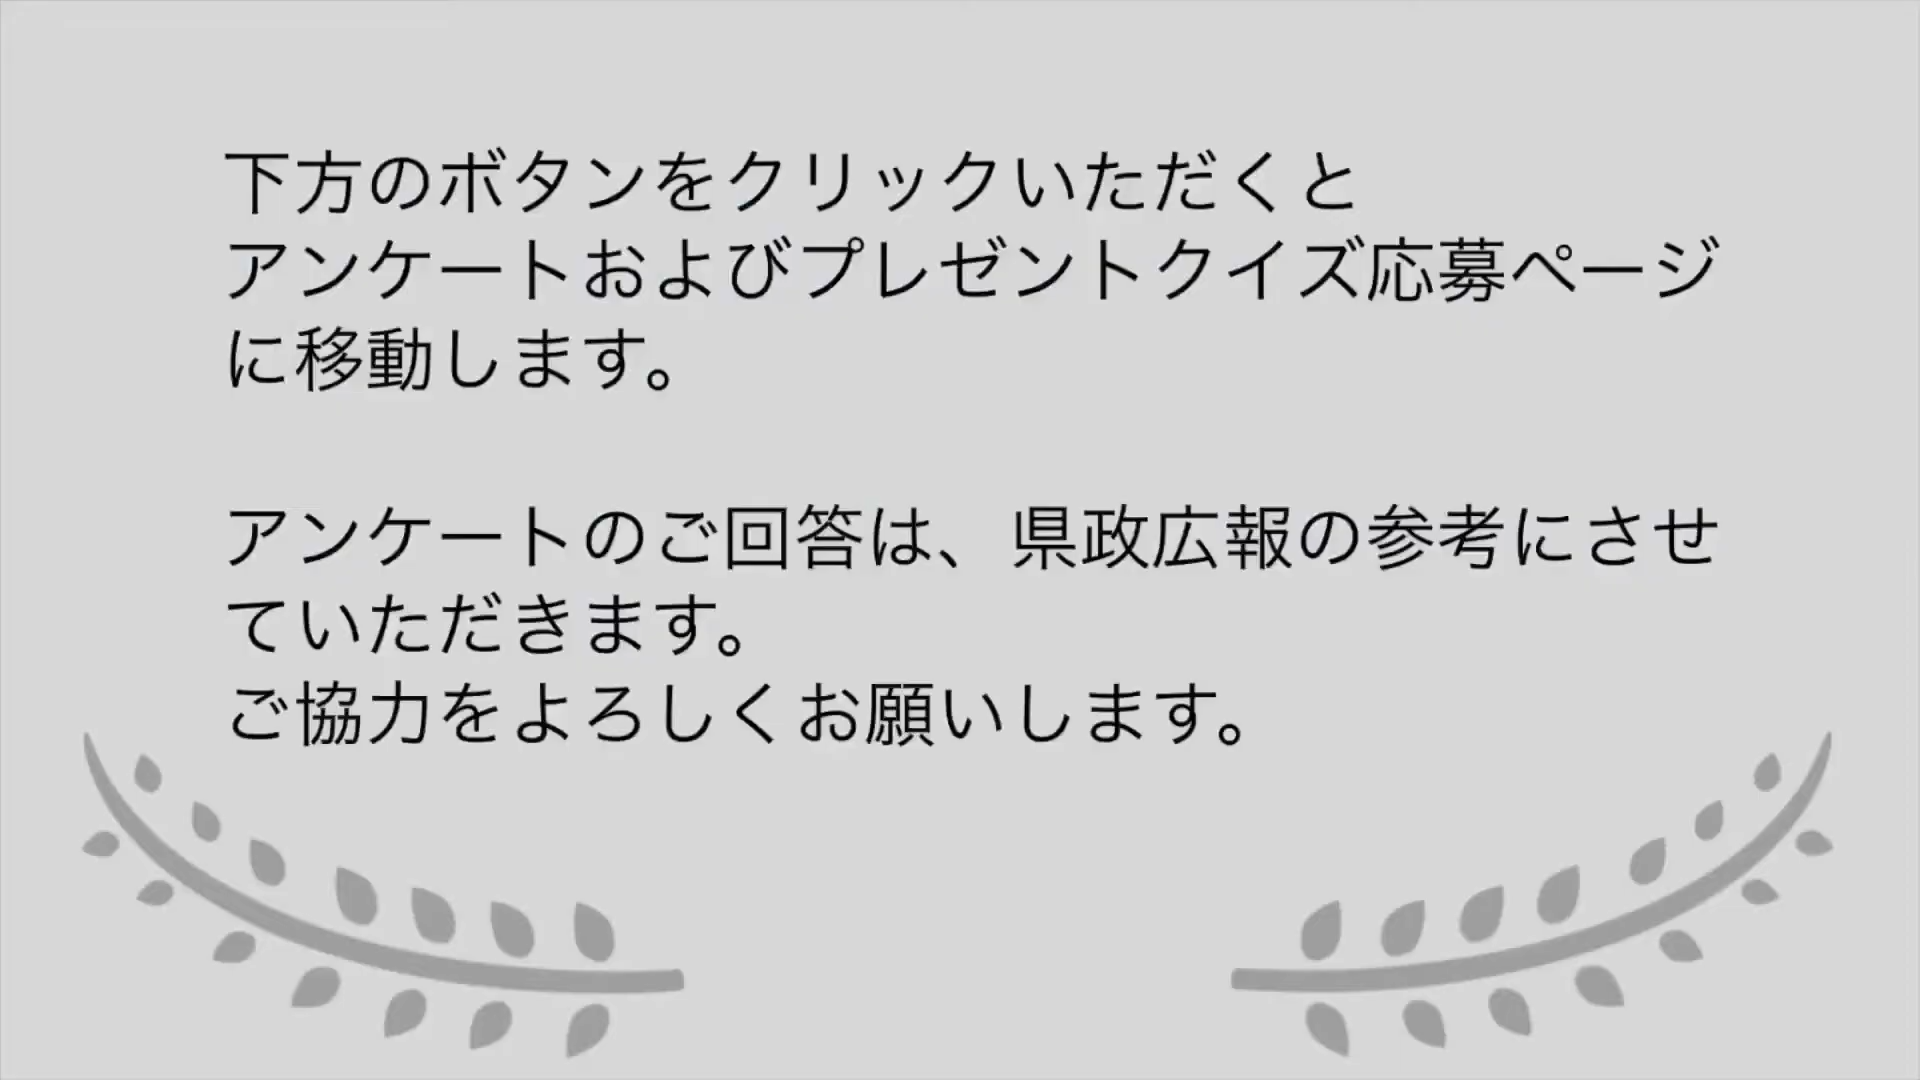 下方のボタンをクリックいただくと
アンケートおよびプレゼントクイズ応募ページ
に移動します。
アンケートのご回答は、県政広報の参考にさせ
ていただきます。
ご協力をよろしくお願いします。